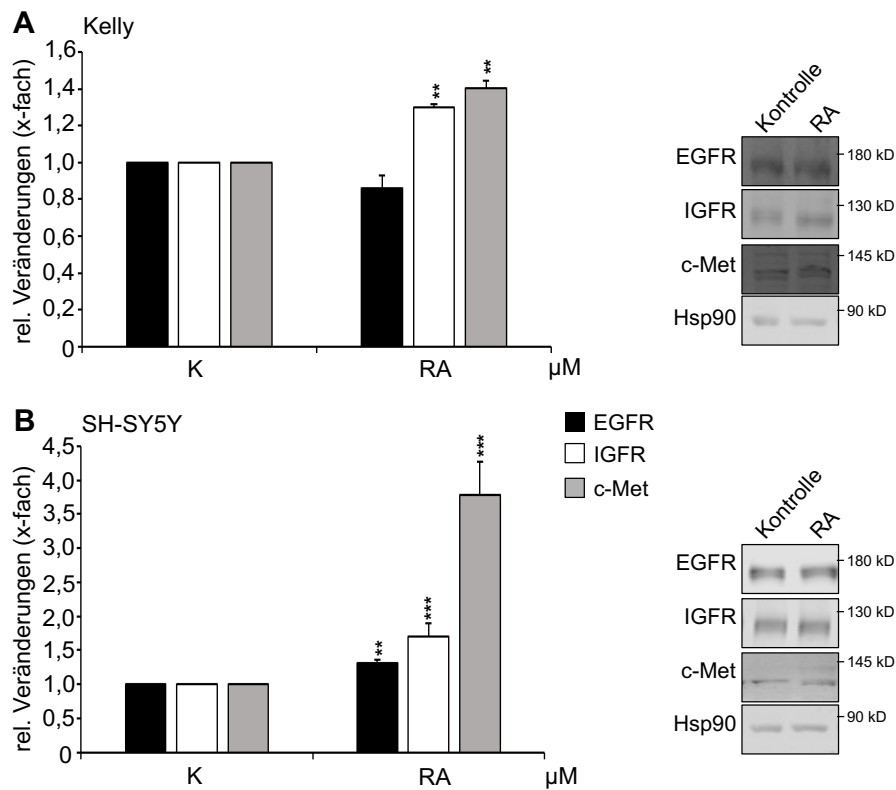 A
Kelly
rel. Veränderungen (x-fach)
1,6
1,4
1,2
1,0
0,8
0,6
0,4
0,2
0
**
**
K
RA
µM
Kontrolle
RA
EGFR
180 kD
IGFR
130 kD
c-Met
145 kD
Hsp90
90 kD
B
SH-SY5Y
rel. Veränderungen (x-fach)
4,5
4,0
3,5
3,0
2,5
2,0
1,5
1,0
0,5
0
**
***
***
K
RA
µM
EGFR
IGFR
c-Met
Kontrolle
RA
EGFR
180 kD
IGFR
130 kD
c-Met
145 kD
Hsp90
90 kD